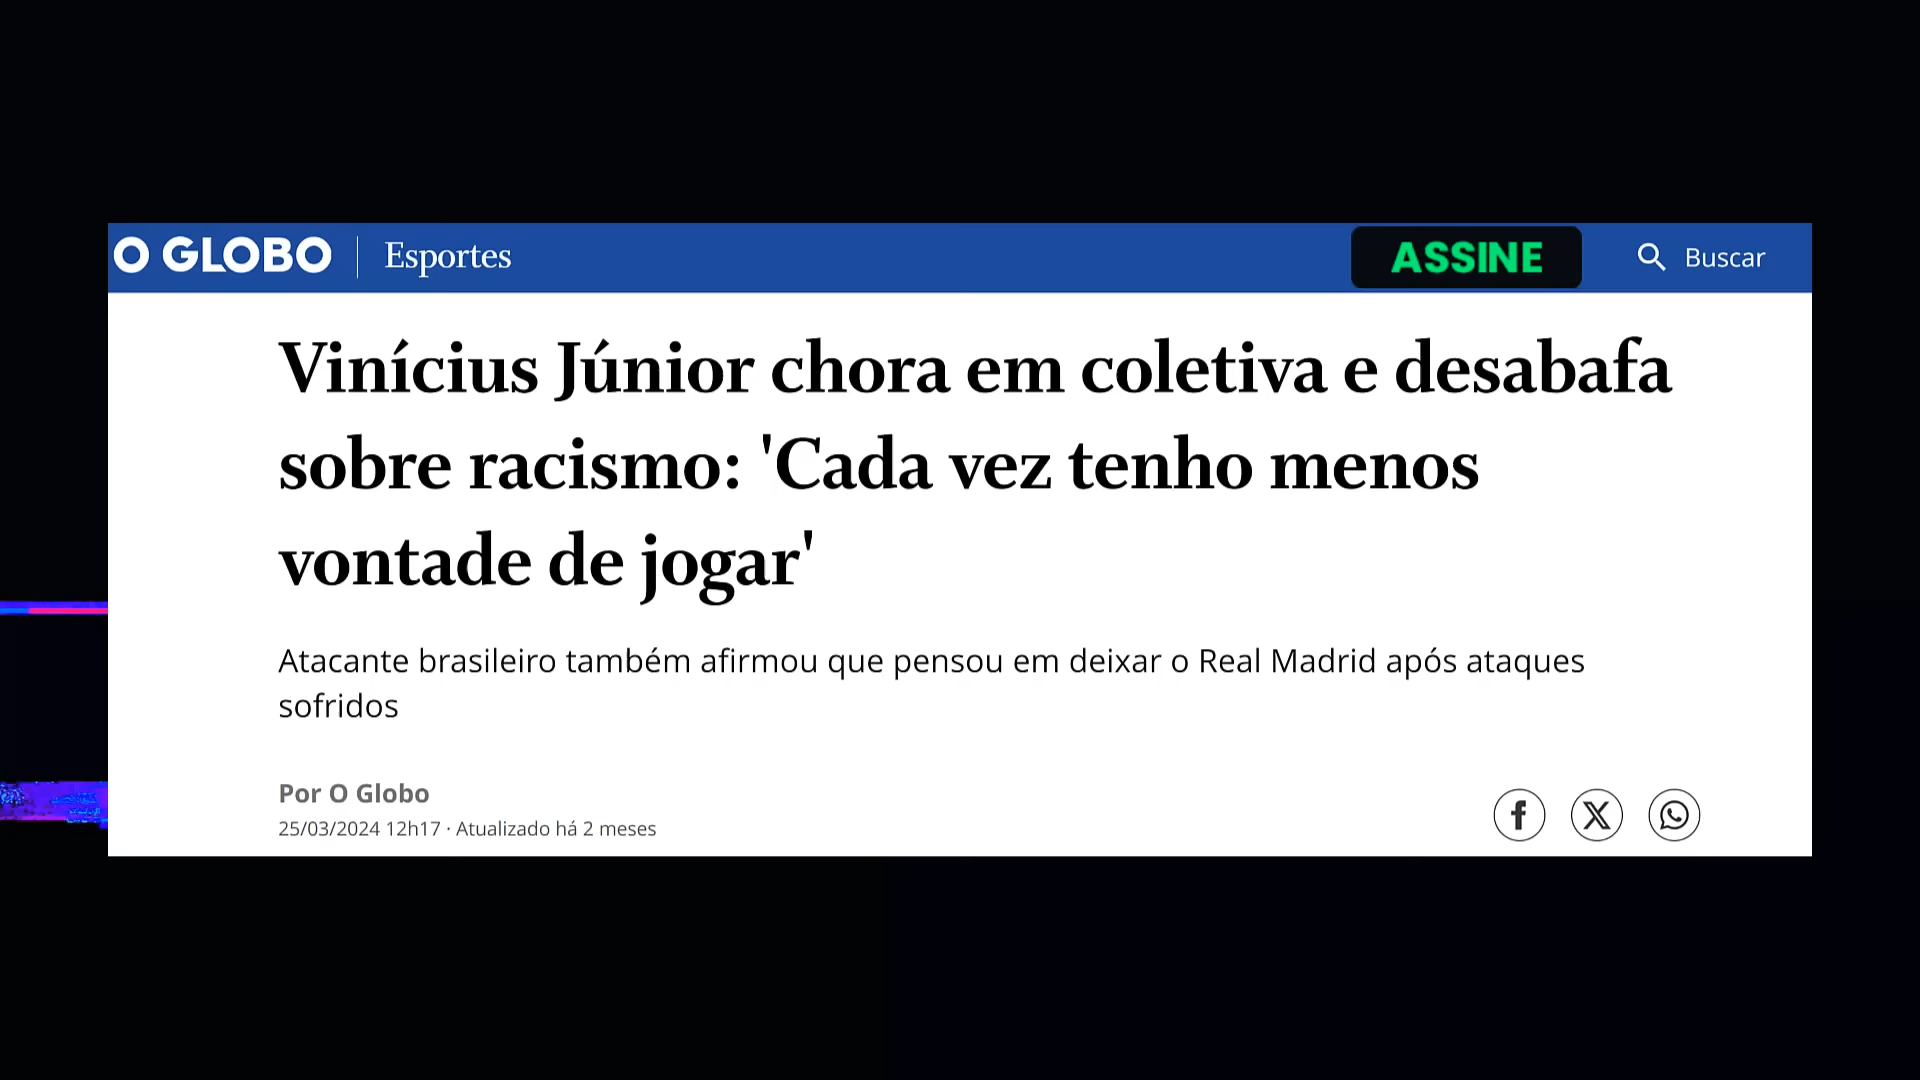 O GLOBO | Esportes
ASSINE
Buscar
Vinícius Júnior chora em coletiva e desabafa
sobre racismo: 'Cada vez tenho menos
vontade de jogar'
Atacante brasileiro também afirmou que pensou em deixar o Real Madrid após ataques
sofridos
Por O Globo
25/03/2024 12h17 · Atualizado há 2 meses